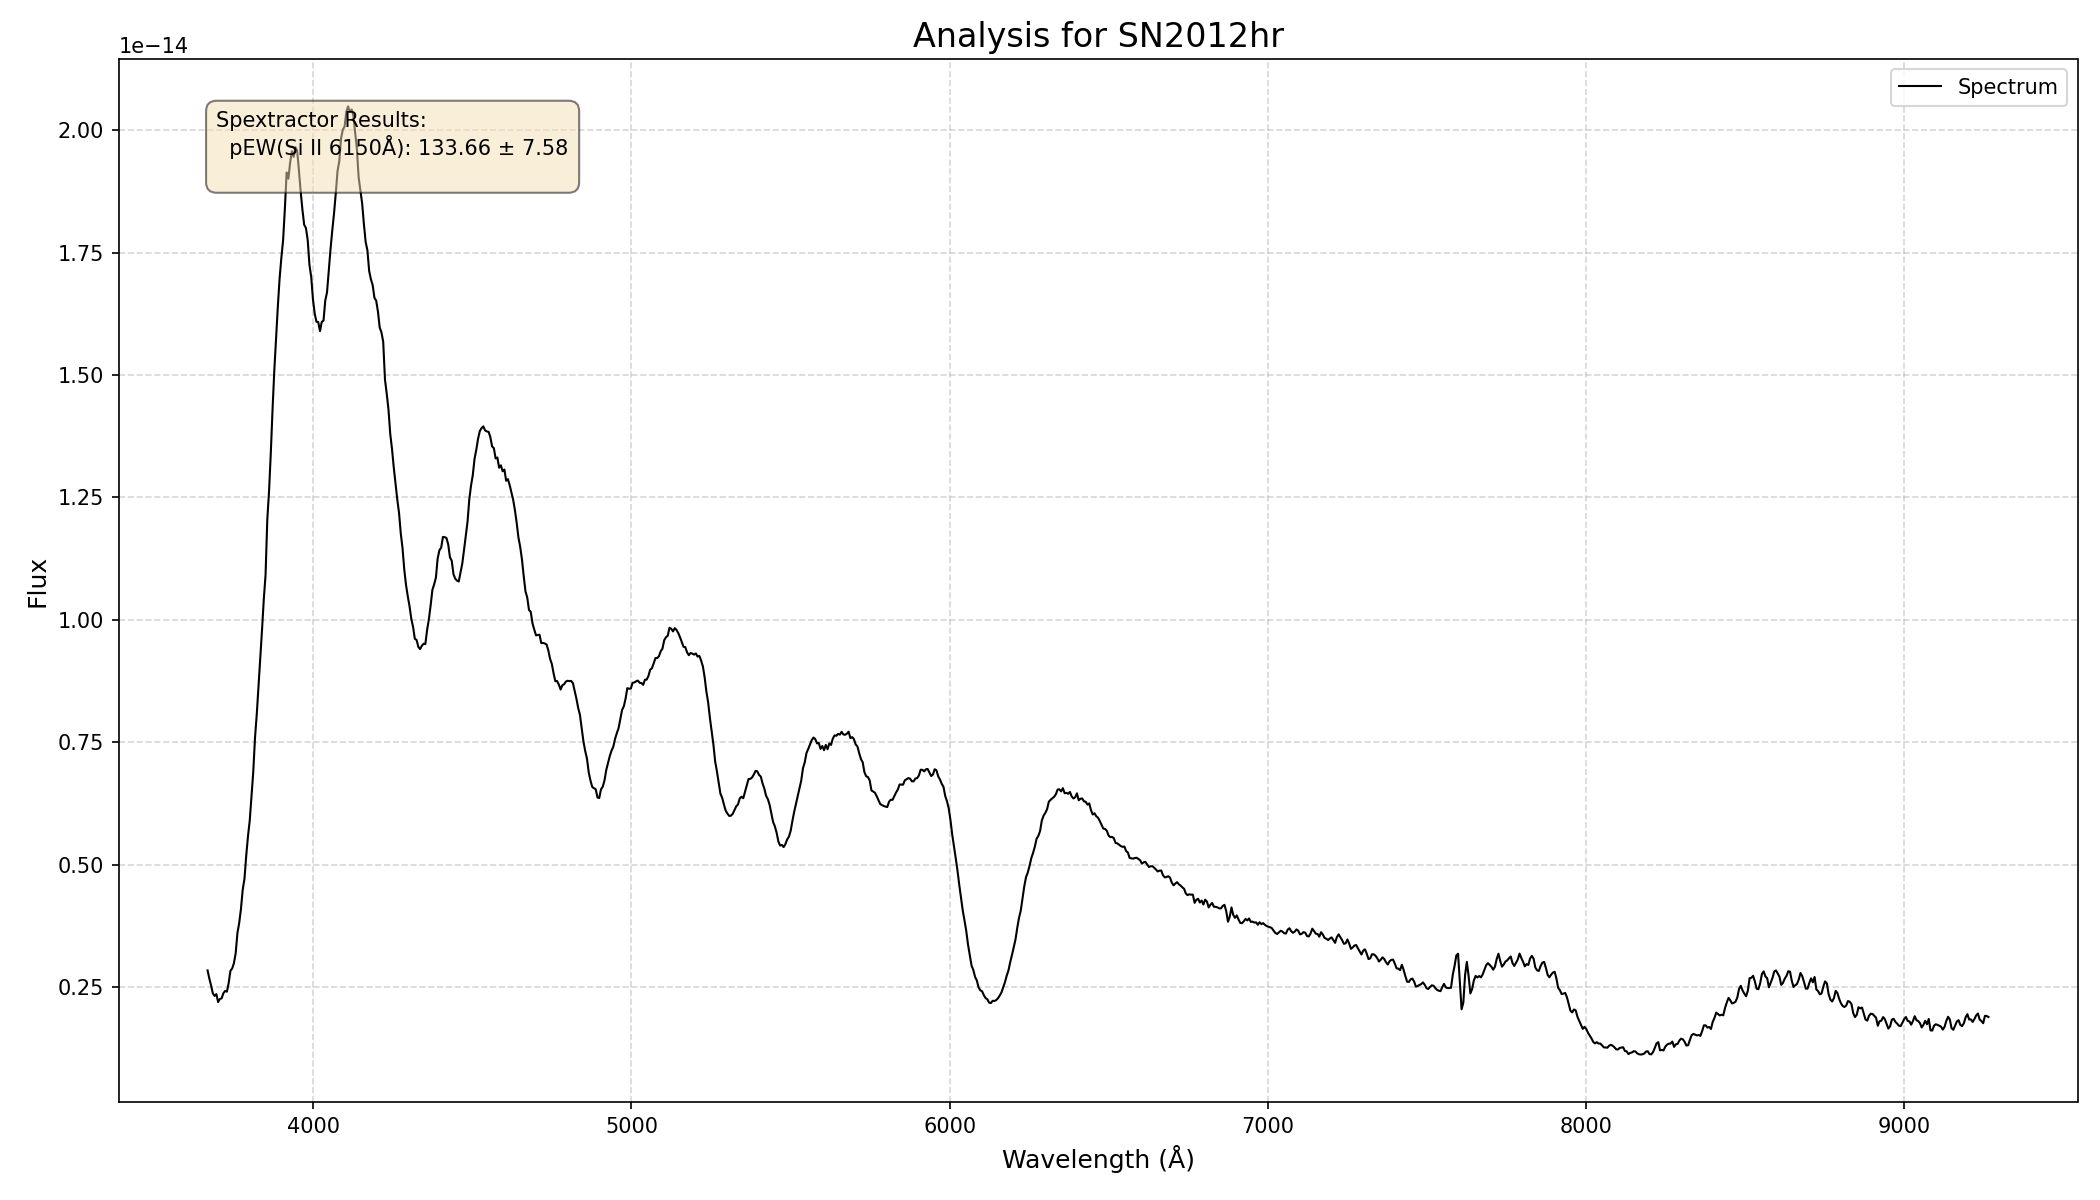 Analysis for SN2012hr
1e−14
Spectrum
Spextractor Results:
pEW(Si II 6150Å): 133.66 ± 7.58
2.00
1.75
1.50
1.25
1.00
0.75
0.50
0.25
Flux
4000 5000 6000 7000 8000 9000
Wavelength (Å)